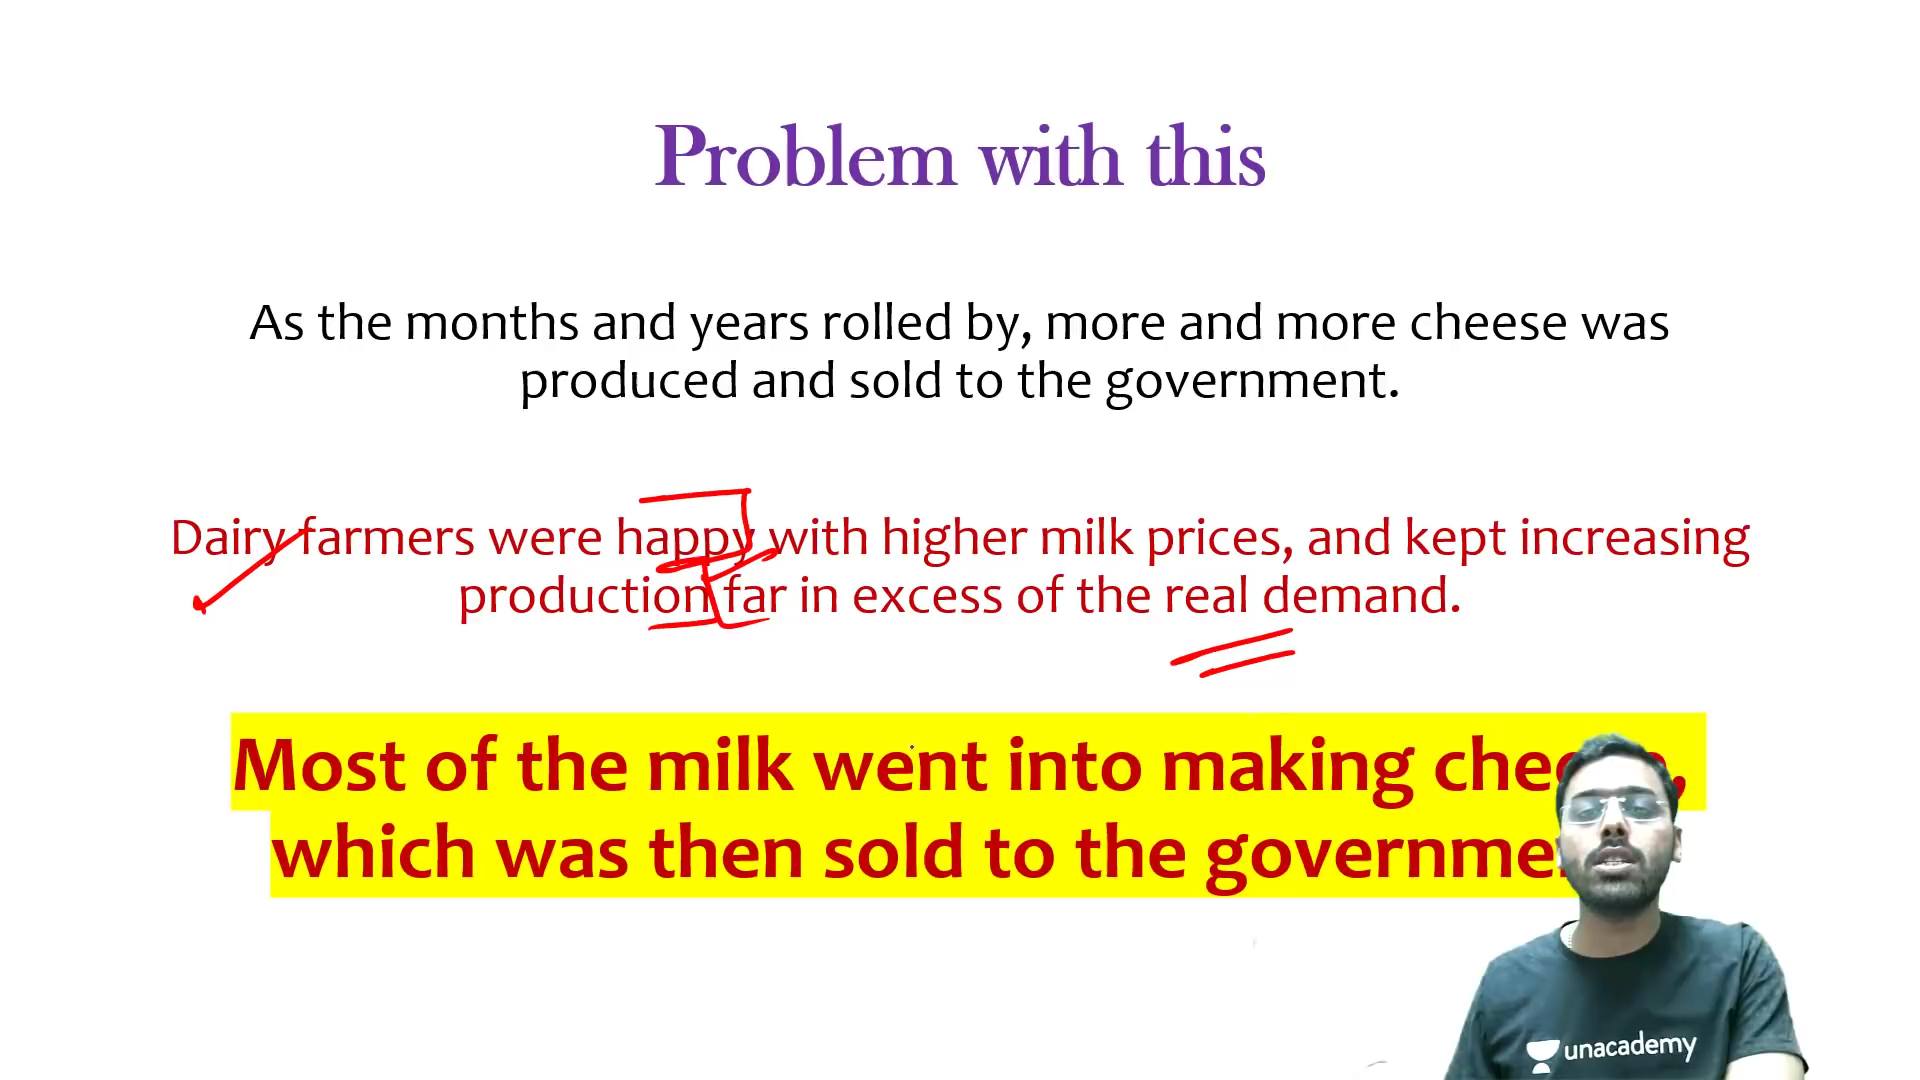 Problem with this
As the months and years rolled by, more and more cheese was
produced and sold to the government.
Dairy farmers were happy with higher milk prices, and kept increasing
production far in excess of the real demand.
Most of the milk went into making
which was then sold to the
unacademy